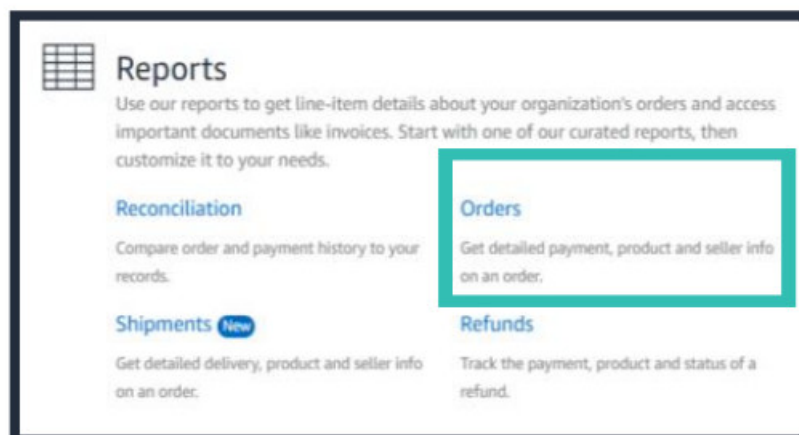 Reports
Use our reports to get line-item details about your organization's orders and access
important documents like invoices. Start with one of our curated reports, then
customize it to your needs.
Reconciliation
Compare order and payment history to your
records.
Orders
Get detailed payment, product and seller info
on an order.
Shipments New
Get detailed delivery, product and seller info
on an order.
Refunds
Track the payment, product and status of a
refund.